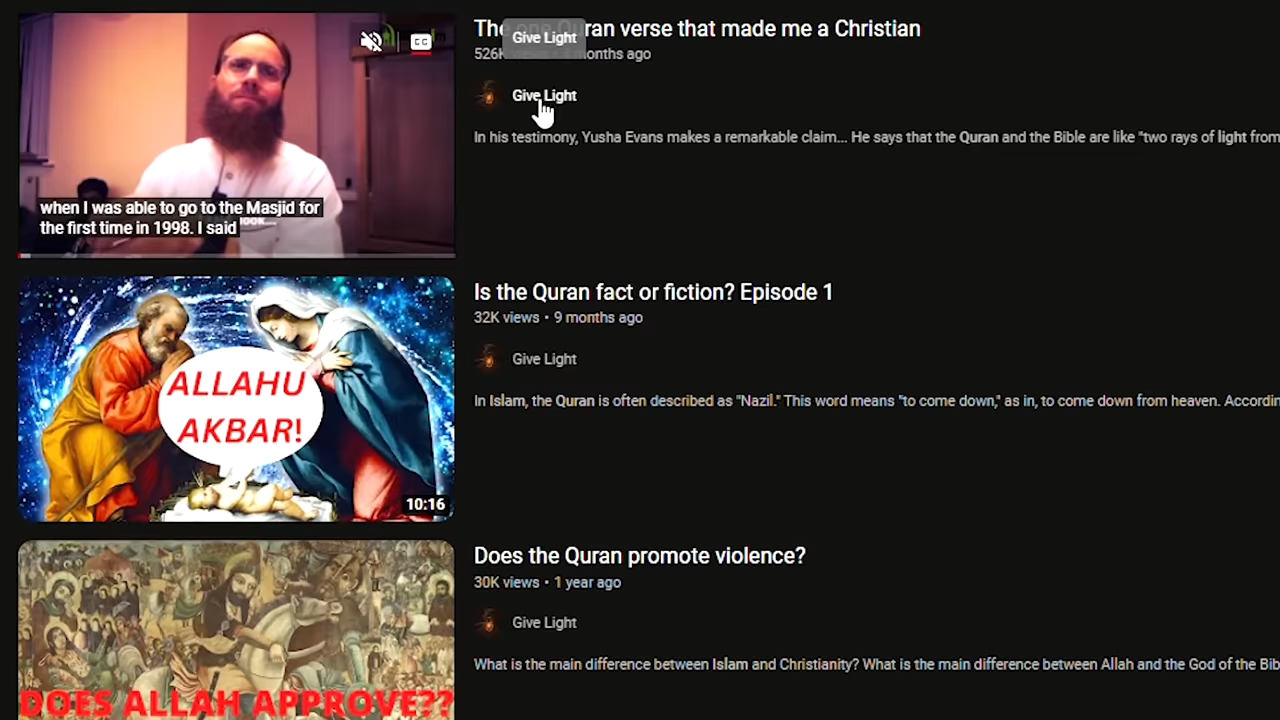 The one Quran verse that made me a Christian
Give Light
526K
months ago
Give Light
In his testimony, Yusha Evans makes a remarkable claim... He says that the Quran and the Bible are like "two rays of light from
CC
when I was able to go to the Masjid for
the first time in 1998. I said
Is the Quran fact or fiction? Episode 1
32K views • 9 months ago
Give Light
In Islam, the Quran is often described as "Nazil." This word means "to come down," as in, to come down from heaven.
ALLAHU
AKBAR!
10:16
Does the Quran promote violence?
30K views • 1 year ago
Give Light
What is the main difference between Islam and Christianity? What is the main difference between Allah and the God of the
DOES ALLAH APPROVE??